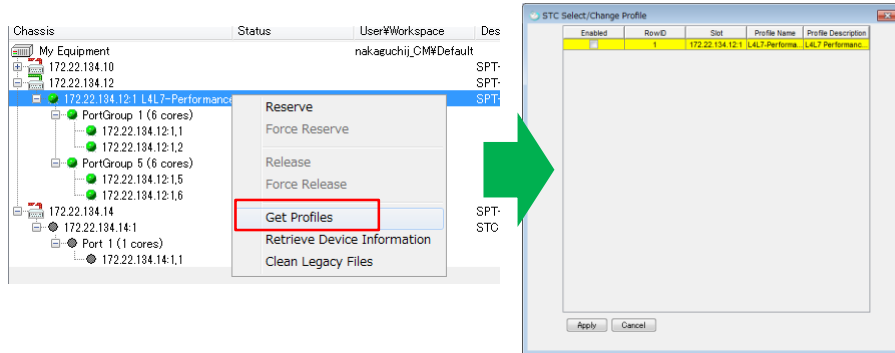 Chassis Status User¥Workspace Des
My Equipment nakaguchij_CM¥Default
172.22.134.10 SPT-
172.22.134.12 SPT-
172.22.134.12:1 L4L7-Performance SPT-
PortGroup 1 (6 cores)
172.22.134.12:1,1
172.22.134.12:1,2
PortGroup 5 (6 cores)
172.22.134.12:1,5
172.22.134.12:1,6
172.22.134.14 SPT-
172.22.134.14:1 STC
Port 1 (1 cores)
172.22.134.14:1,1
Reserve
Force Reserve
Release
Force Release
Get Profiles
Retrieve Device Information
Clean Legacy Files
STC Select/Change Profile
Enabled RowID Slot Profile Name Profile Description
1 172.22.134.12:1 L4L7-Performa... L4L7 Performanc...
Apply Cancel